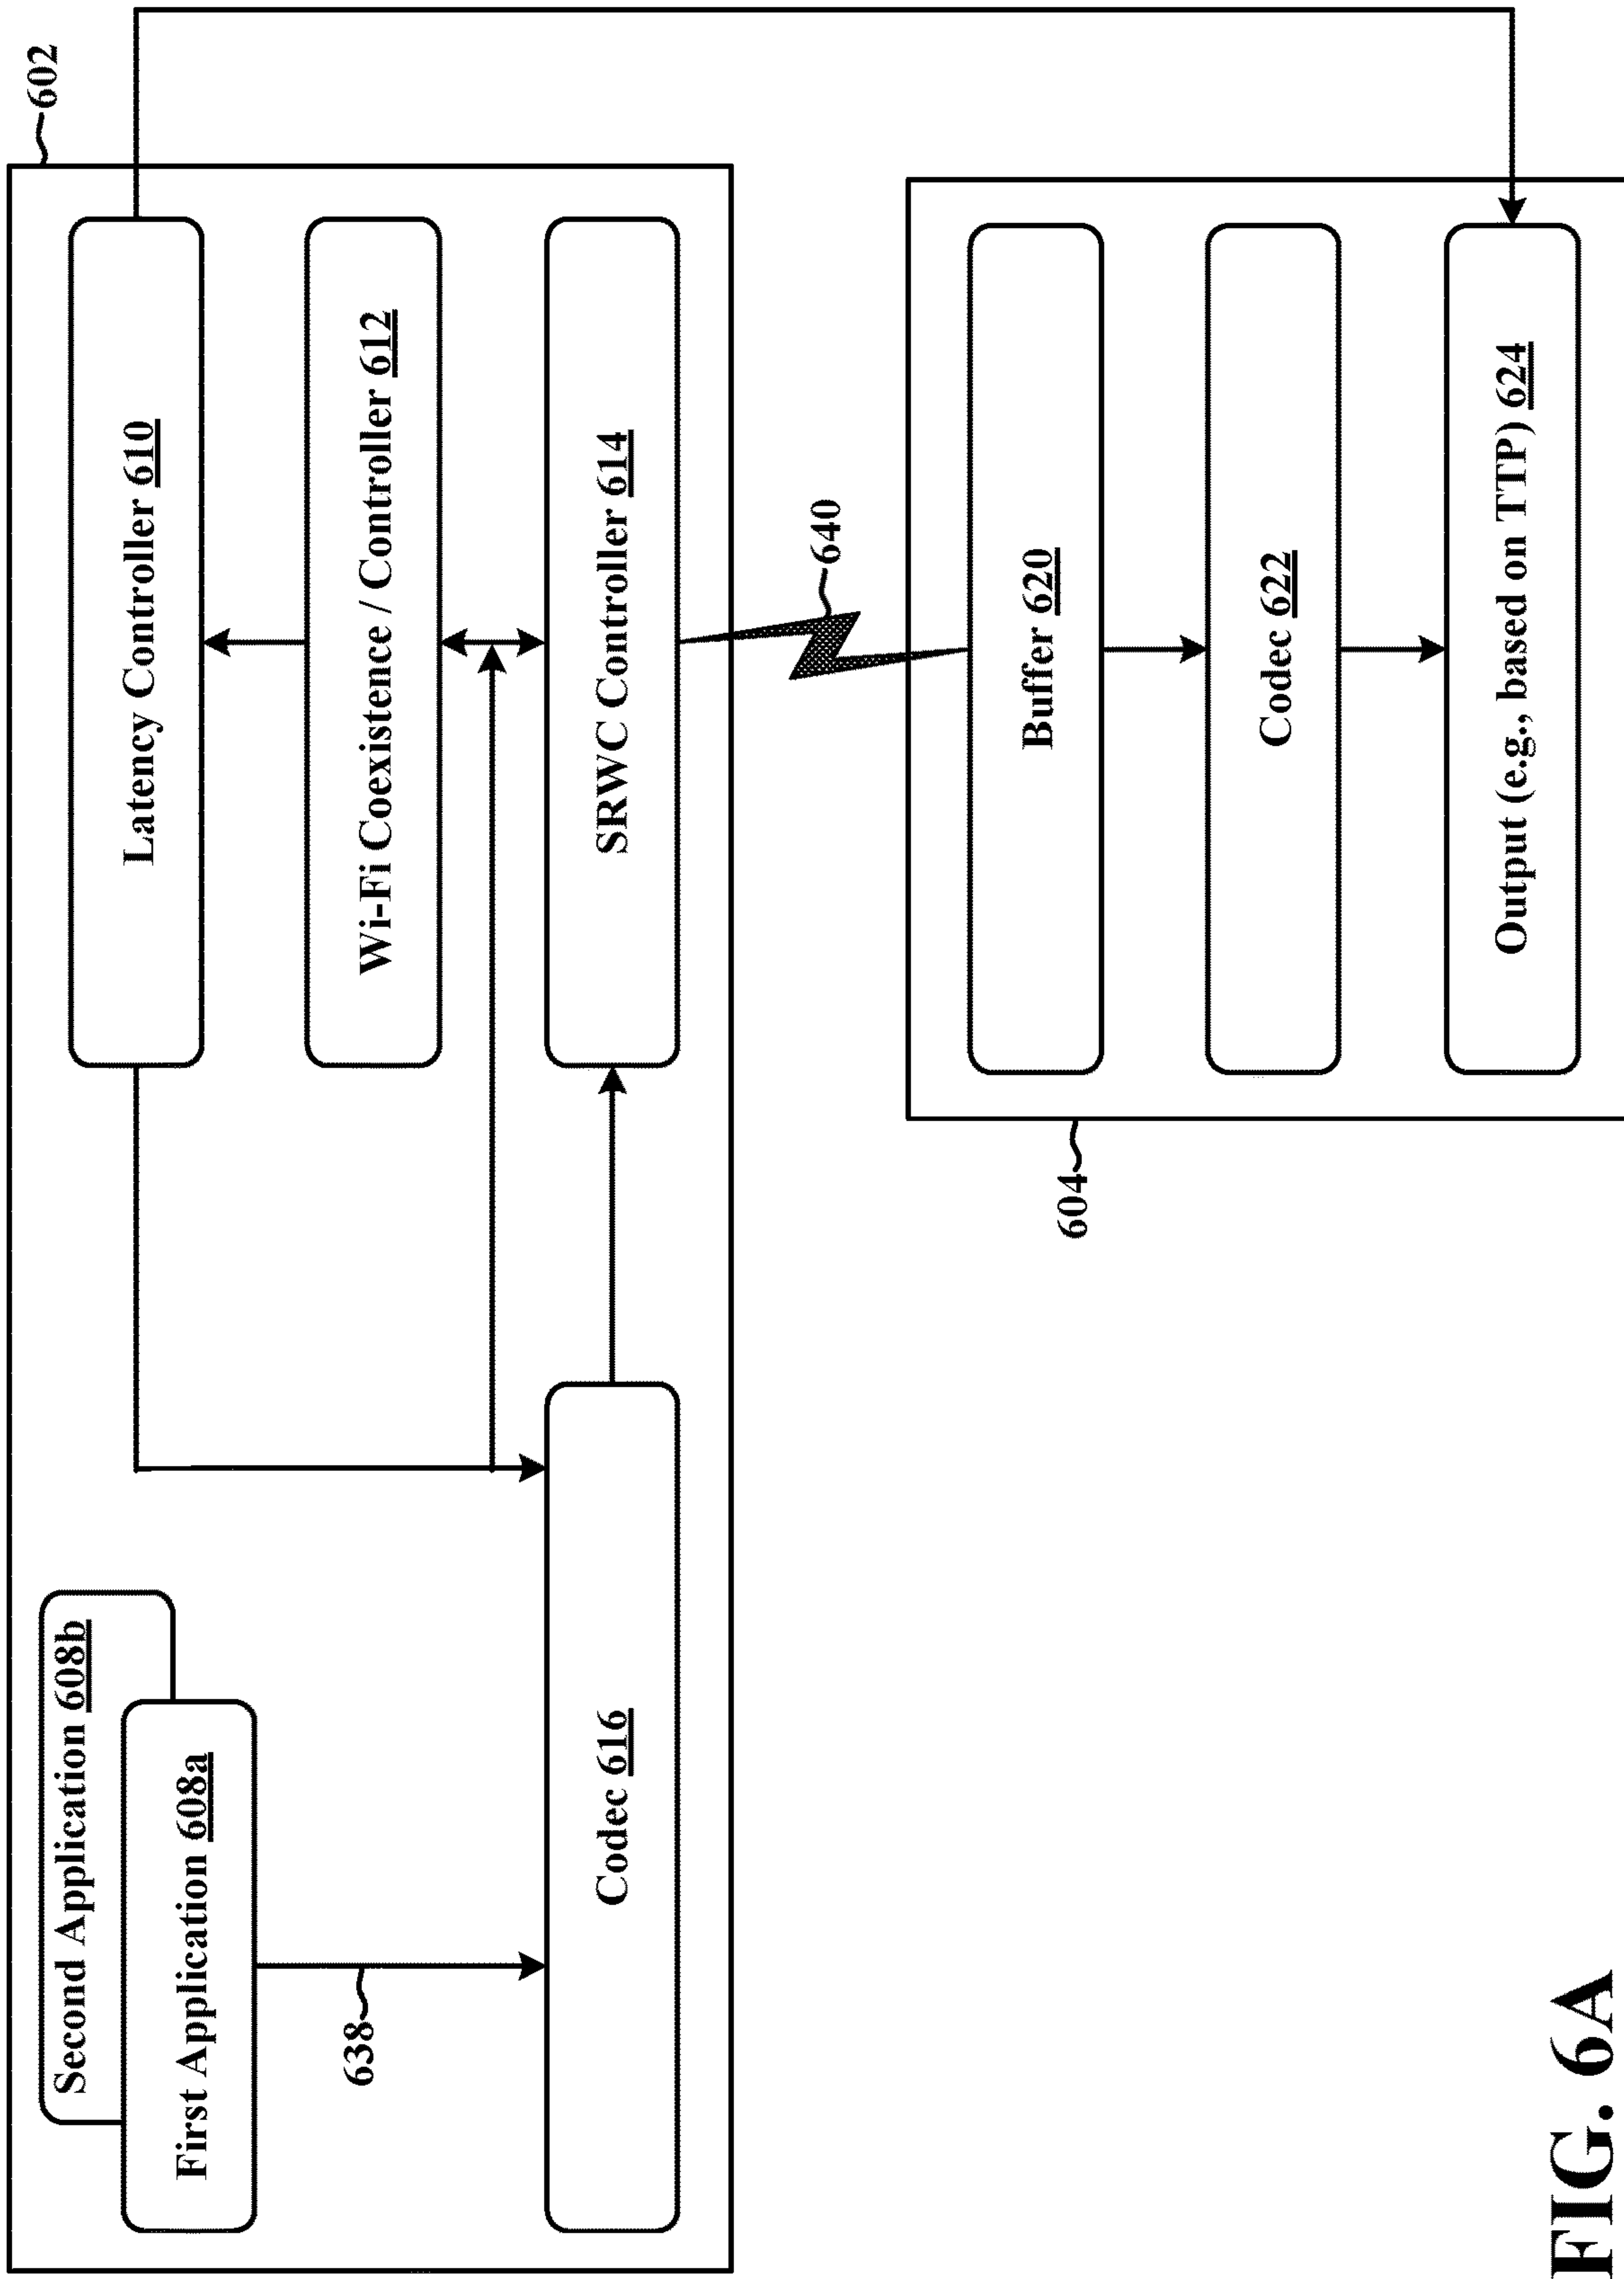 602
Second Application 608b
First Application 608a
638
Codec 616
Latency Controller 610
Wi-Fi Coexistence / Controller 612
SRWC Controller 614
640
604
Buffer 620
Codec 622
Output (e.g., based on TTP) 624
FIG. 6A